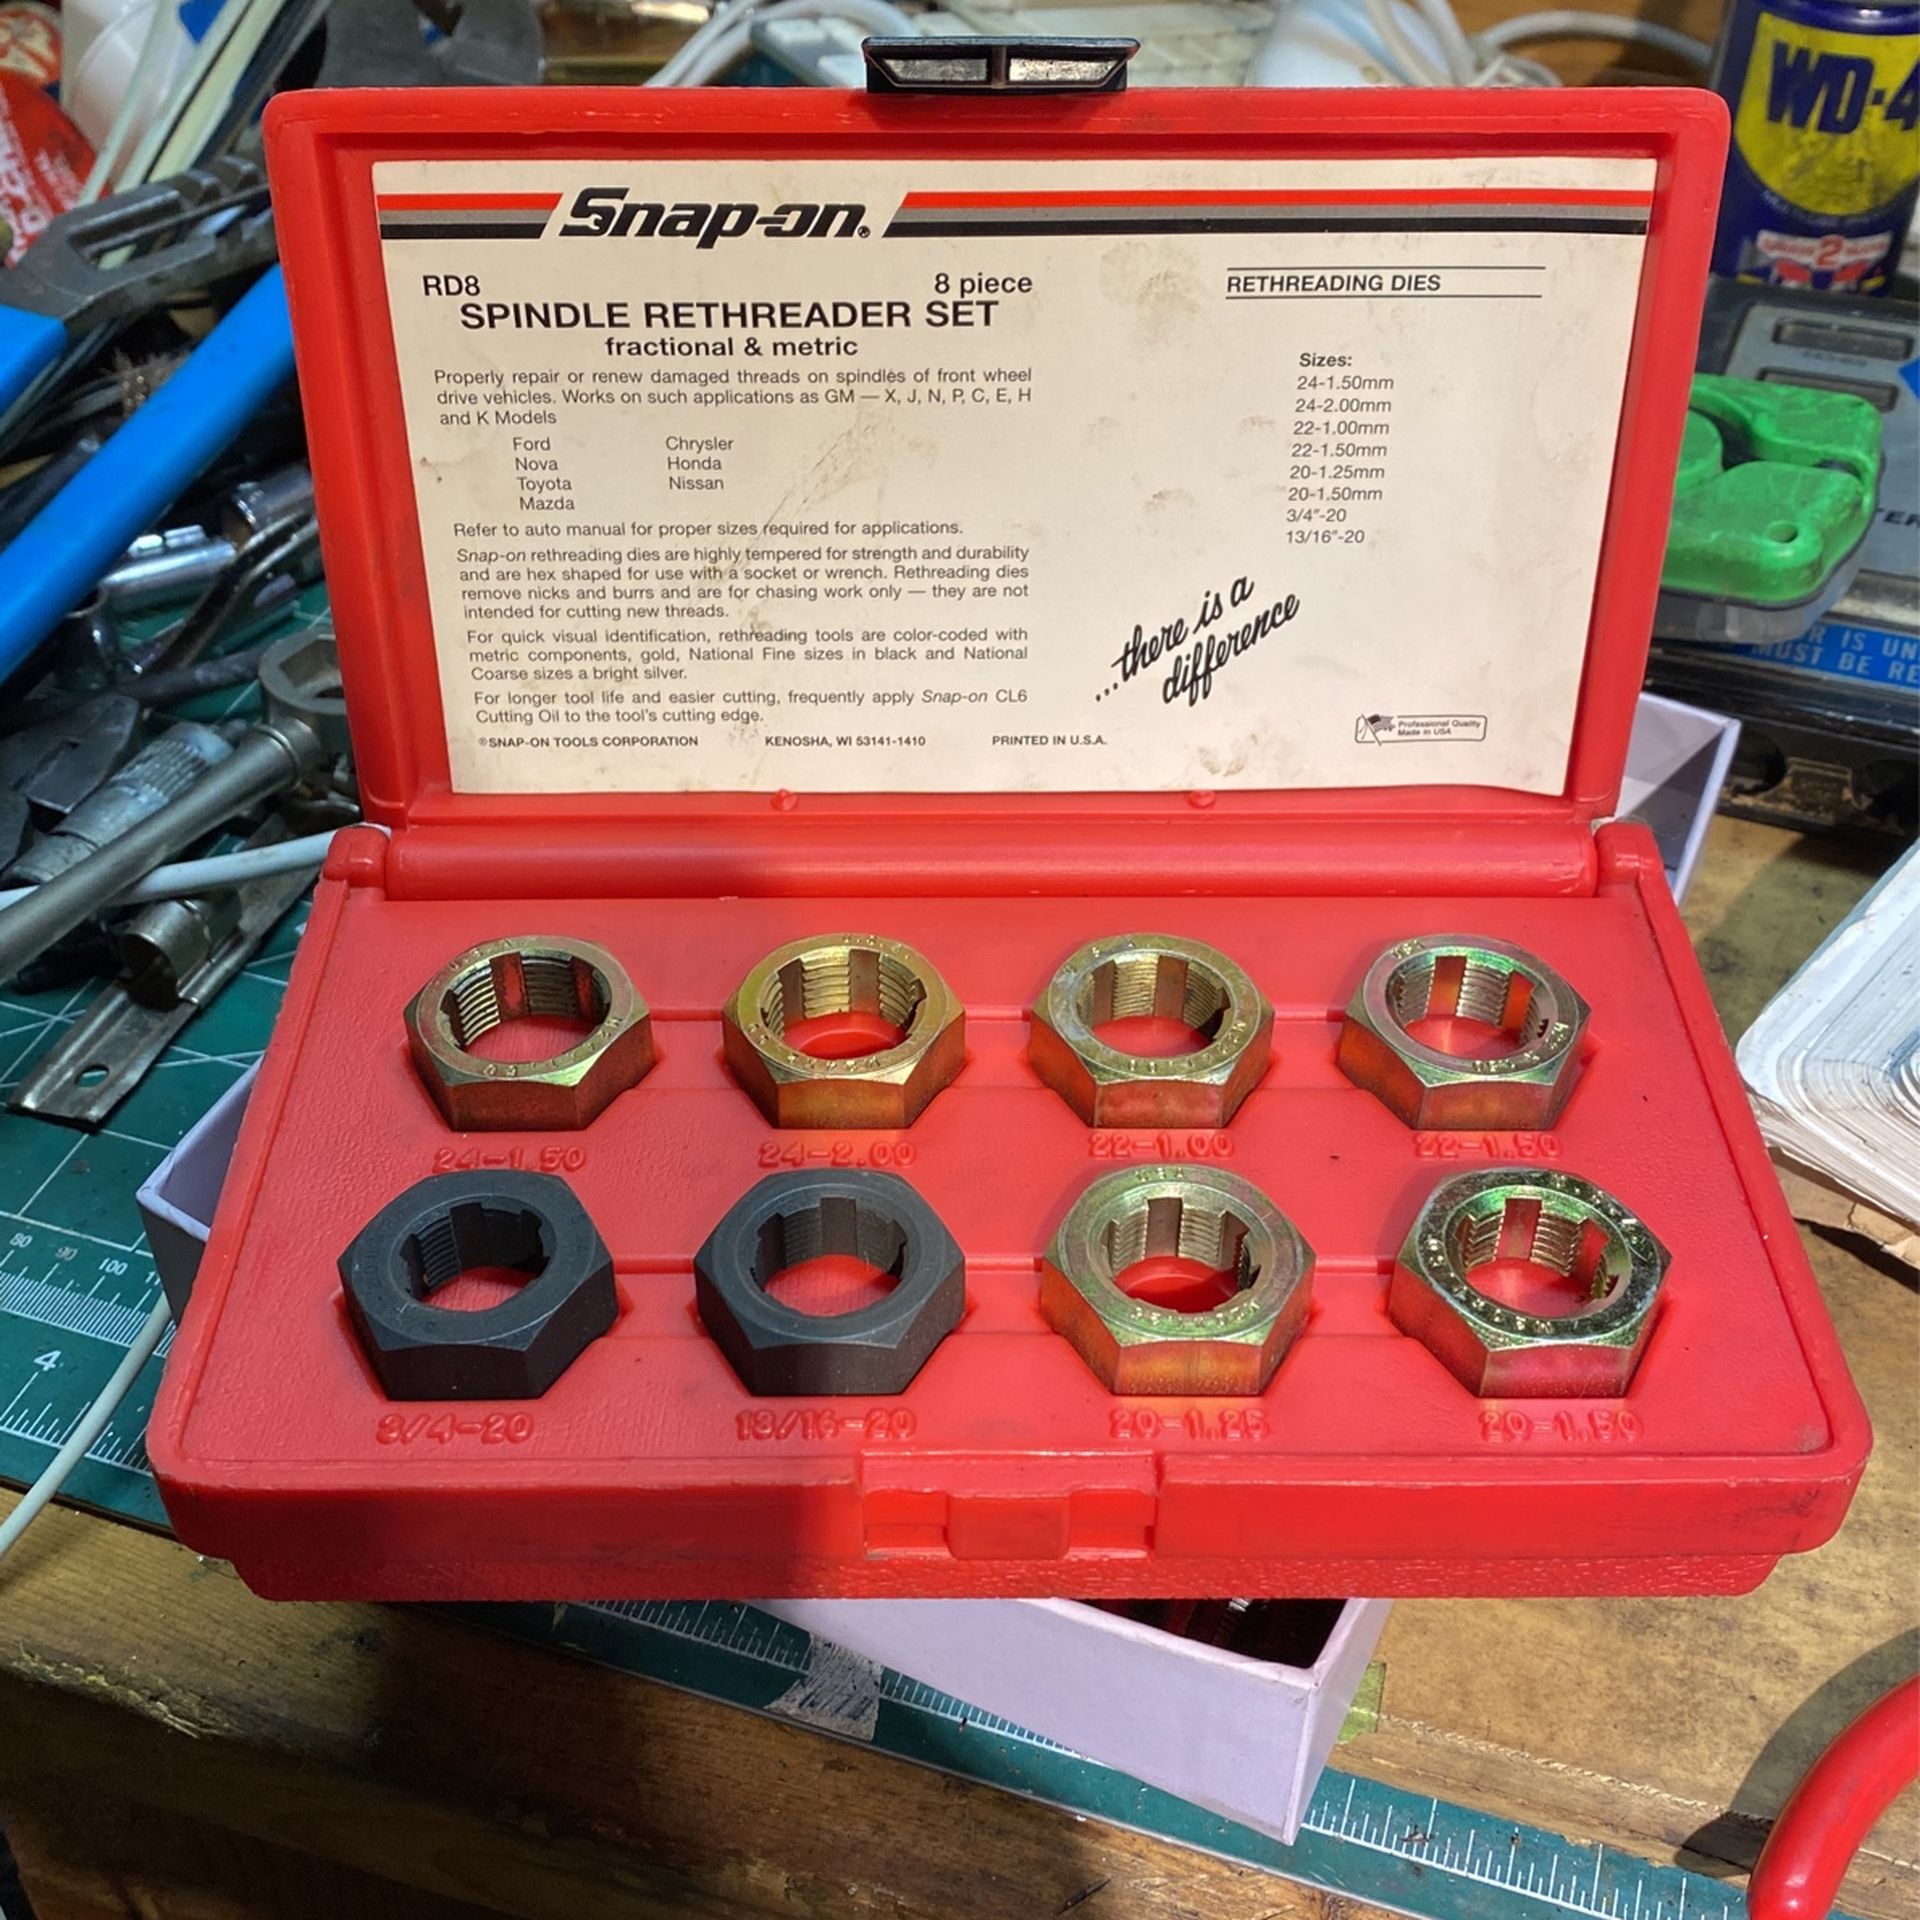 WD-4
Snap-on®
RD8 8 piece
SPINDLE RETHREADER SET
fractional & metric
Properly repair or renew damaged threads on spindles of front wheel
drive vehicles. Works on such applications as GM — X, J, N, P, C, E, H
and K Models
Ford Chrysler
Nova Honda
Toyota Nissan
Mazda
Refer to auto manual for proper sizes required for applications.
Snap-on rethreading dies are highly tempered for strength and durability
and are hex shaped for use with a socket or wrench. Rethreading dies
remove nicks and burrs and are for chasing work only — they are not
intended for cutting new threads.
For quick visual identification, rethreading tools are color-coded with
metric components, gold, National Fine sizes in black and National
Coarse sizes a bright silver.
For longer tool life and easier cutting, frequently apply Snap-on CL6
Cutting Oil to the tool's cutting edge.
©SNAP-ON TOOLS CORPORATION KENOSHA, WI 53141-1410 PRINTED IN U.S.A.
RETHREADING DIES
Sizes:
24-1.50mm
24-2.00mm
22-1.00mm
22-1.50mm
20-1.25mm
20-1.50mm
3/4"-20
13/16"-20
...there is a
difference
Professional Quality
Made in USA
R IS UN
MUST BE RE
24-1.50 24-2.00 22-1.00 22-1.50
3/4-20 13/16-20 20-1.25 20-1.50
80 90 100
4